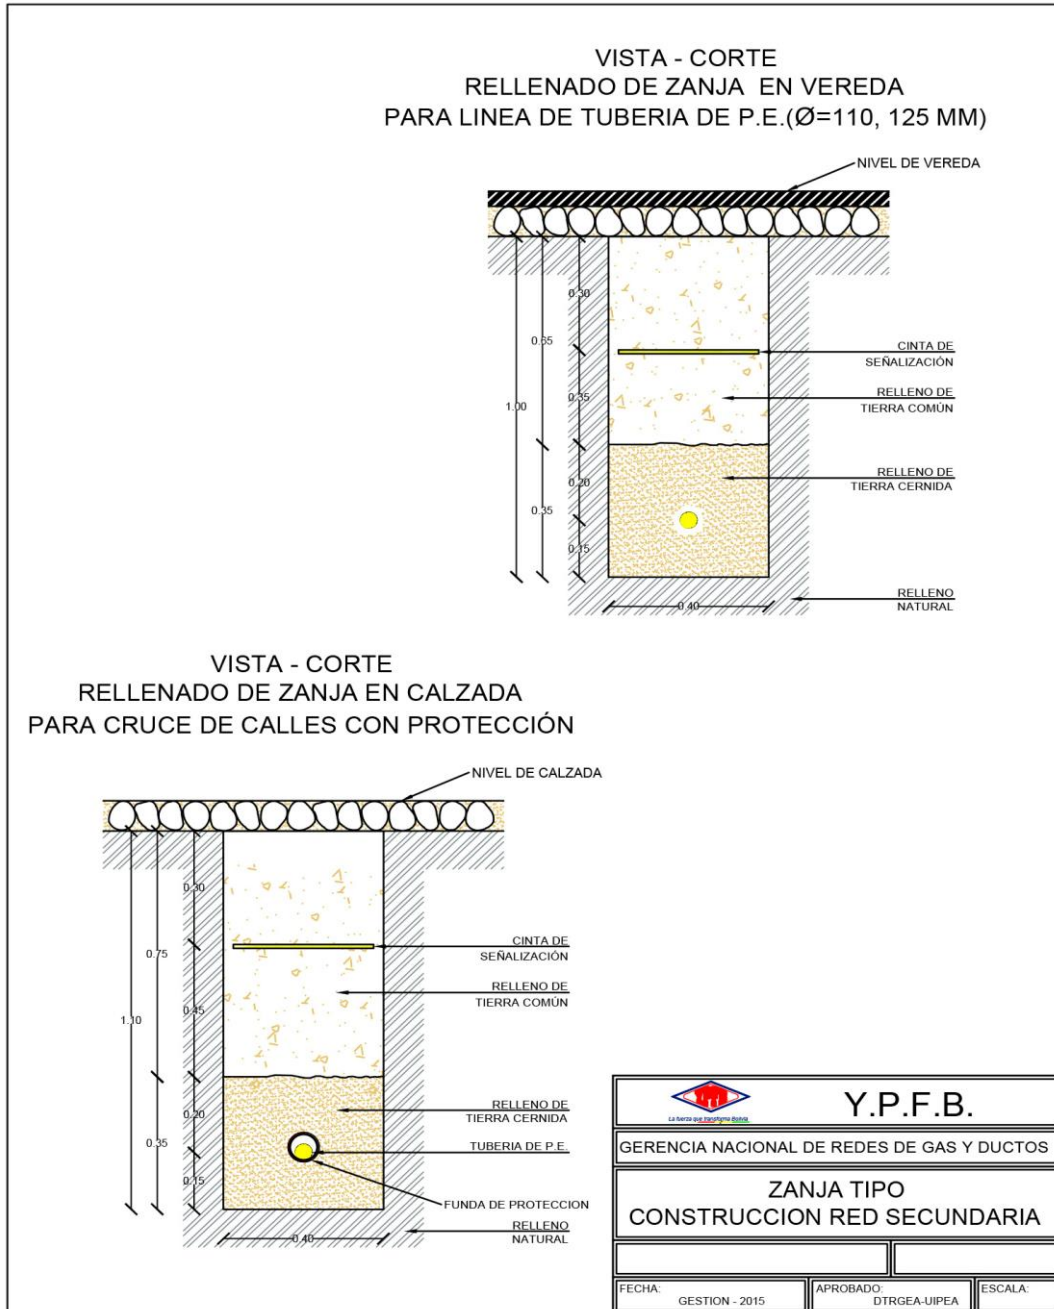 VISTA - CORTE
RELLENADO DE ZANJA EN VEREDA
PARA LINEA DE TUBERIA DE P.E.(Ø=110, 125 MM)
NIVEL DE VEREDA
0.30
0.65
CINTA DE
SEÑALIZACIÓN
0.35
1.00
RELLENO DE
TIERRA COMÚN
RELLENO DE
TIERRA CERNIDA
0.20
0.35
0.15
RELLENO
NATURAL
0.40
VISTA - CORTE
RELLENADO DE ZANJA EN CALZADA
PARA CRUCE DE CALLES CON PROTECCIÓN
NIVEL DE CALZADA
0.30
0.75
CINTA DE
SEÑALIZACIÓN
RELLENO DE
TIERRA COMÚN
0.45
1.10
RELLENO DE
TIERRA CERNIDA
0.20
0.35
TUBERIA DE P.E.
0.15
FUNDA DE PROTECCION
RELLENO
NATURAL
0.40
La fuerza que transforma Bolivia
Y.P.F.B.
GERENCIA NACIONAL DE REDES DE GAS Y DUCTOS
ZANJA TIPO
CONSTRUCCION RED SECUNDARIA
FECHA:
GESTION - 2015
APROBADO:
DTRGEA-UIPEA
ESCALA: